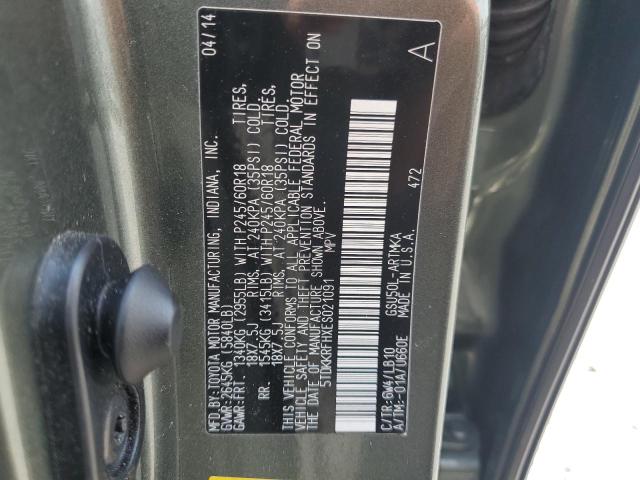 MFD.BY:TOYOTA MOTOR MANUFACTURING, INDIANA, INC. 04/14
GVWR:2645KG (5840LB)
GAWR:FRT. 1340KG (2955LB) WITH P245/60R18 TIRES,
18X7.5J RIMS, AT 240KPA (35PSI) COLD.
RR. 1545KG (3415LB) WITH P245/60R18 TIRES,
18X7.5J RIMS, AT 240KPA (35PSI) COLD.
THIS VEHICLE CONFORMS TO ALL APPLICABLE FEDERAL MOTOR
VEHICLE SAFETY AND THEFT PREVENTION STANDARDS IN EFFECT ON
THE DATE OF MANUFACTURE SHOWN ABOVE.
5TDKKRFHXES021091 MPV
472
C/TR:6W4/LB10 GSU50L-ARTMKA
A/TM:-01A/U660E MADE IN U.S.A.
A